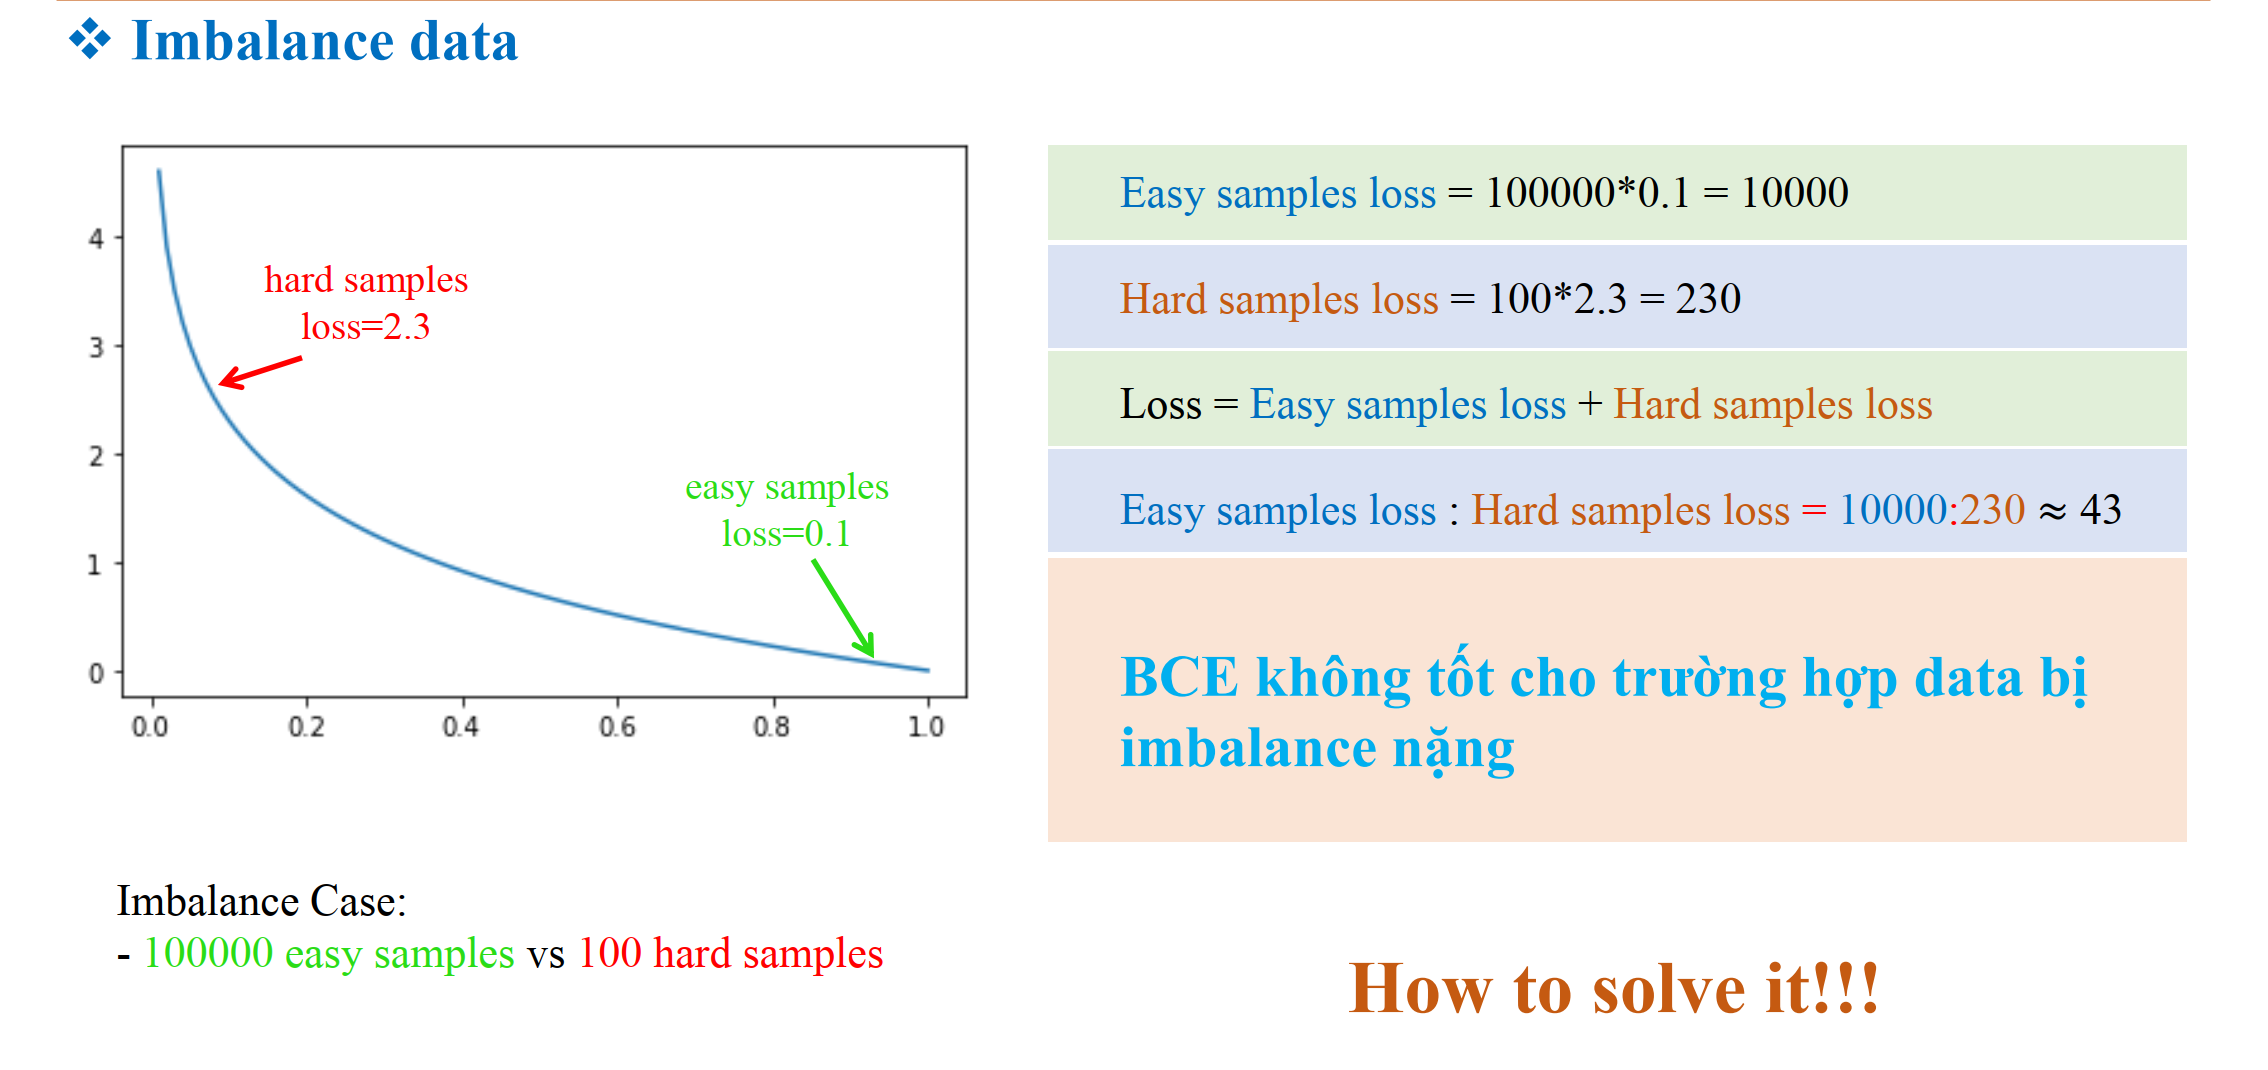 ❖ Imbalance data
4
3
2
1
0
0.0 0.2 0.4 0.6 0.8 1.0
hard samples
loss=2.3
easy samples
loss=0.1
Imbalance Case:
- 100000 easy samples vs 100 hard samples
Easy samples loss = 100000*0.1 = 10000
Hard samples loss = 100*2.3 = 230
Loss = Easy samples loss + Hard samples loss
Easy samples loss : Hard samples loss = 10000:230 ≈ 43
BCE không tốt cho trường hợp data bị
imbalance nặng
How to solve it!!!